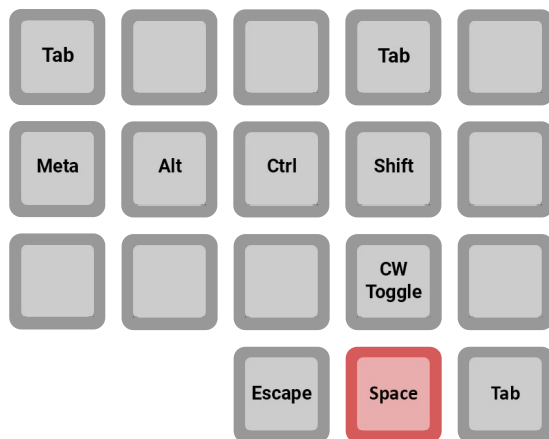 Tab
Tab
Meta
Alt
Ctrl
Shift
CW
Toggle
Escape
Space
Tab